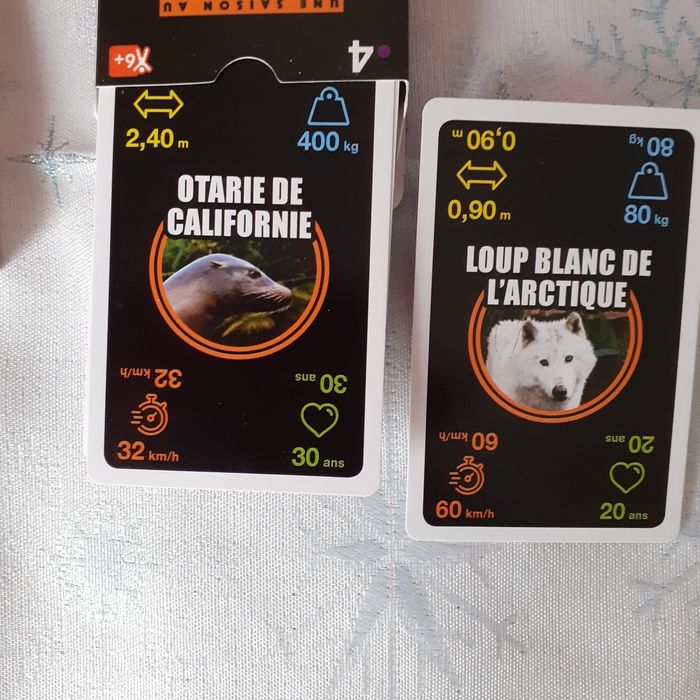 UNE SAISON AU
6+
4
2,40 m
400 kg
OTARIE DE
CALIFORNIE
32 km/h
30 ans
32 km/h
30 ans
0,90 m
80 kg
0,90 m
80 kg
LOUP BLANC DE
L'ARCTIQUE
60 km/h
20 ans
60 km/h
20 ans